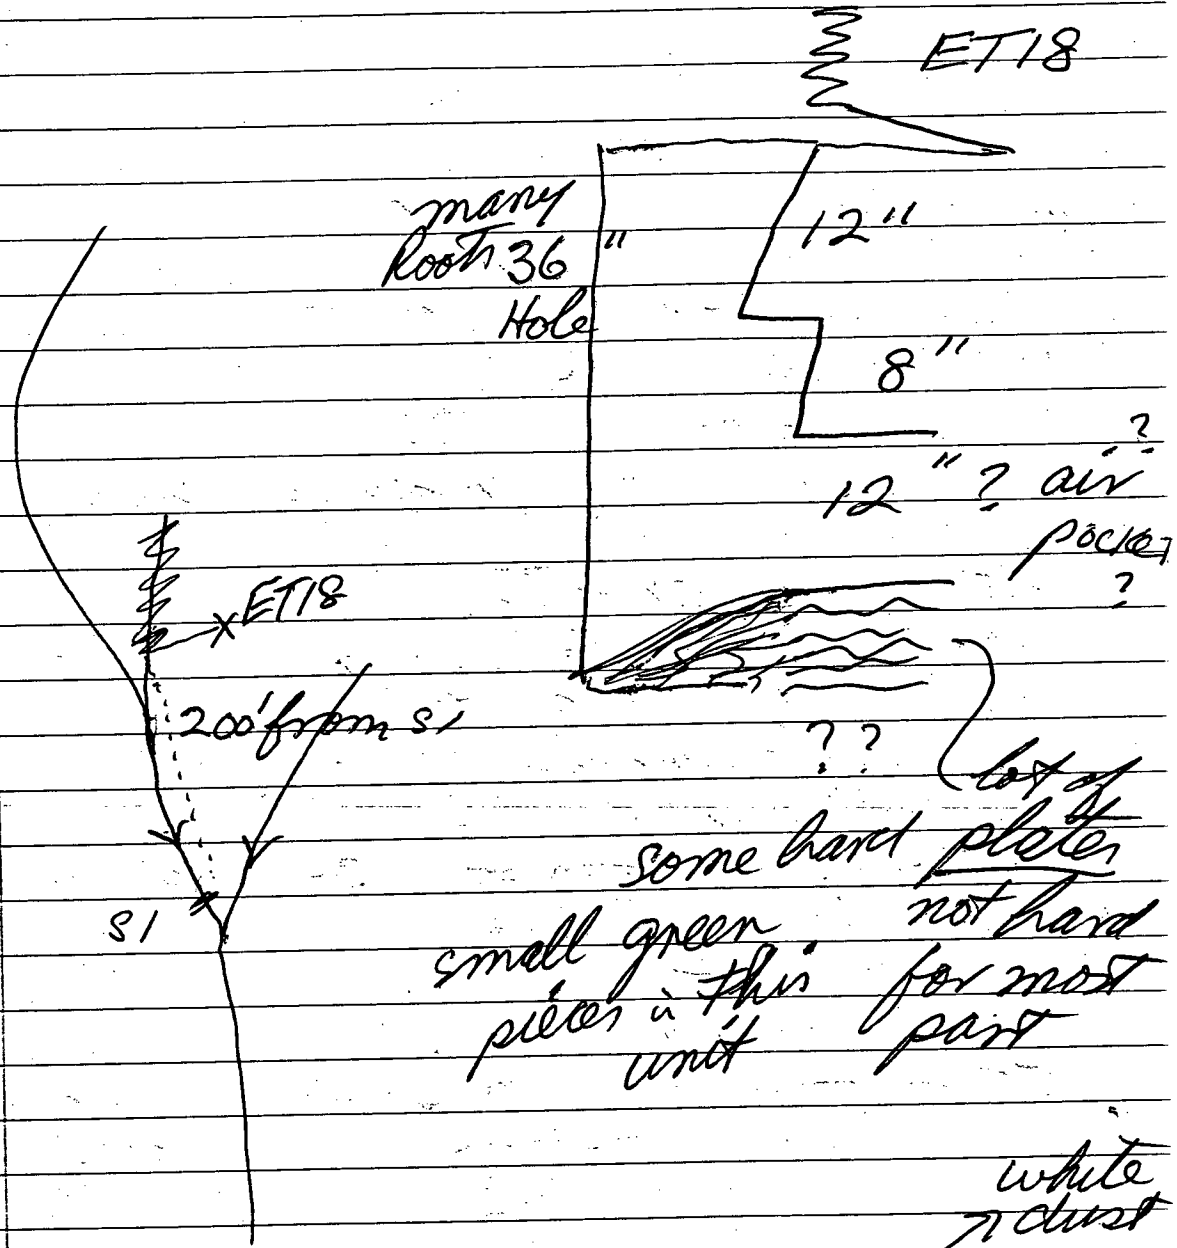 ET18
many
Roots 36 "
Hole
12"
8"
12" ? air ?
pocket
?
ET18
200' from S1
S1
? ?
lot of
plates
not hard
for most
part
some hard
small green
pieces in this
unit
white
dust